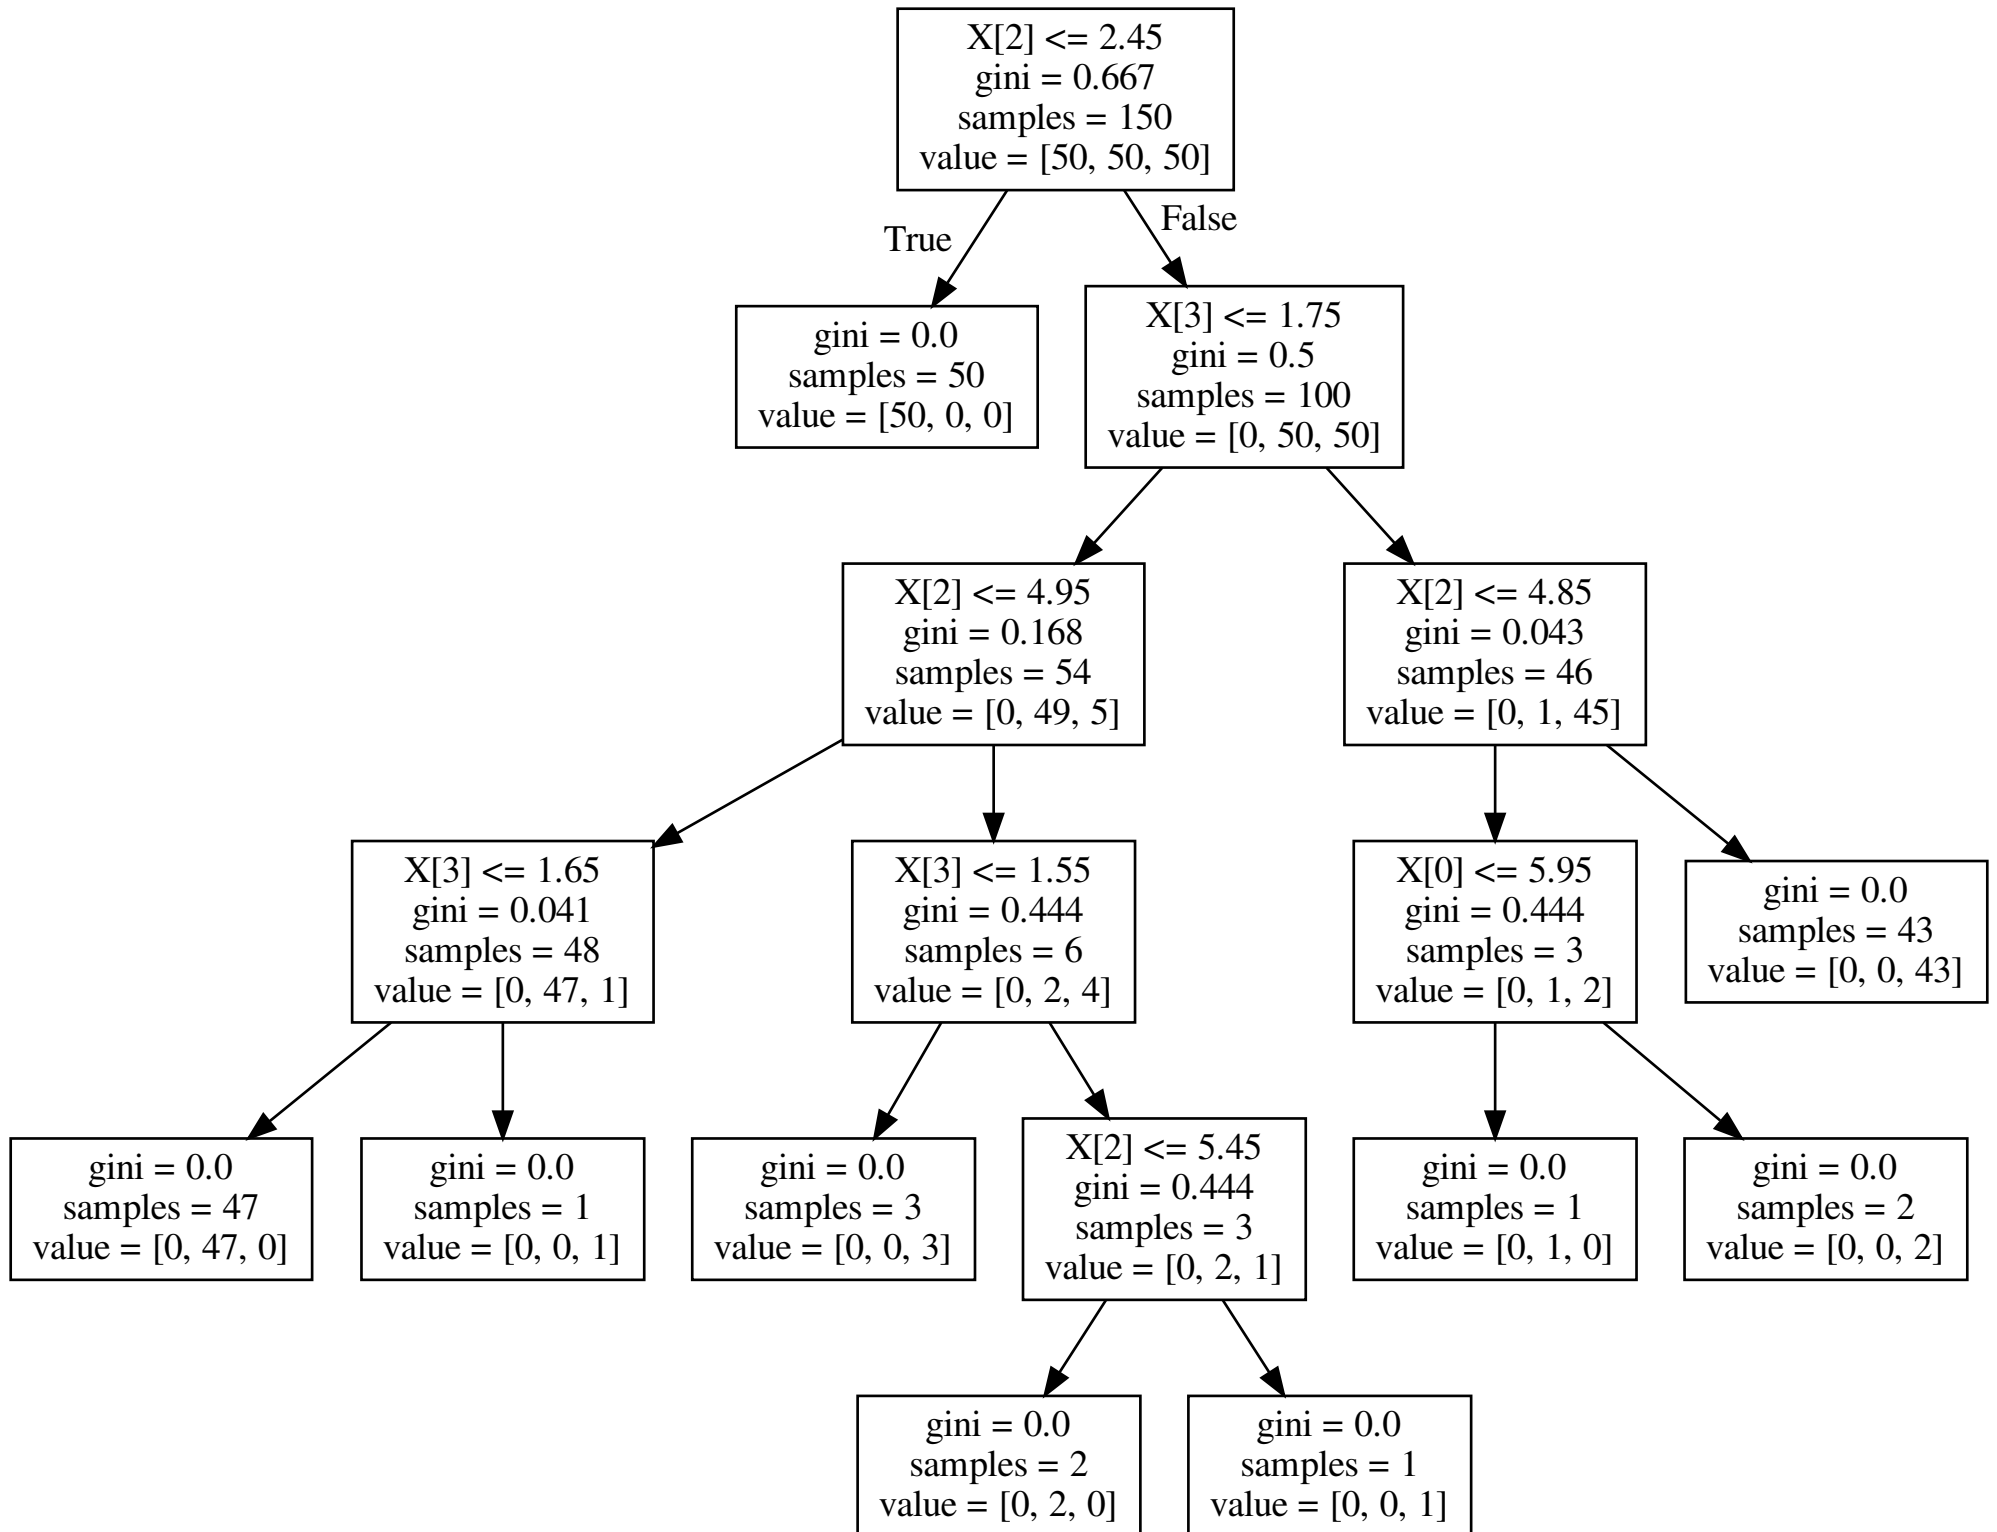 X[2] <= 2.45
gini = 0.667
samples = 150
value = [50, 50, 50]
True
False
gini = 0.0
samples = 50
value = [50, 0, 0]
X[3] <= 1.75
gini = 0.5
samples = 100
value = [0, 50, 50]
X[2] <= 4.95
gini = 0.168
samples = 54
value = [0, 49, 5]
X[2] <= 4.85
gini = 0.043
samples = 46
value = [0, 1, 45]
X[3] <= 1.65
gini = 0.041
samples = 48
value = [0, 47, 1]
X[3] <= 1.55
gini = 0.444
samples = 6
value = [0, 2, 4]
X[0] <= 5.95
gini = 0.444
samples = 3
value = [0, 1, 2]
gini = 0.0
samples = 43
value = [0, 0, 43]
gini = 0.0
samples = 47
value = [0, 47, 0]
gini = 0.0
samples = 1
value = [0, 0, 1]
gini = 0.0
samples = 3
value = [0, 0, 3]
X[2] <= 5.45
gini = 0.444
samples = 3
value = [0, 2, 1]
gini = 0.0
samples = 1
value = [0, 1, 0]
gini = 0.0
samples = 2
value = [0, 0, 2]
gini = 0.0
samples = 2
value = [0, 2, 0]
gini = 0.0
samples = 1
value = [0, 0, 1]